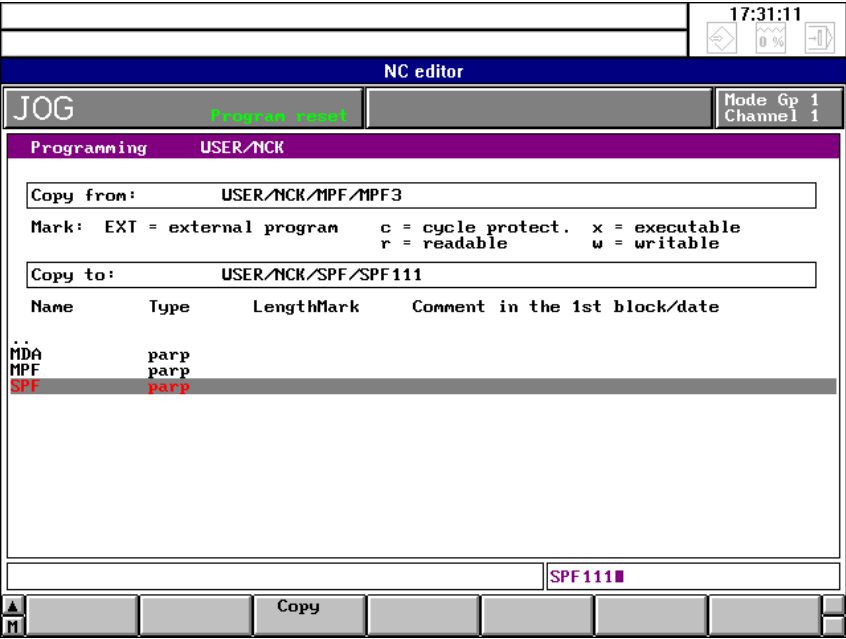 17:31:11
0 %
NC editor
JOG
Program reset
Mode Gp 1
Channel 1
Programming USER/NCK
Copy from: USER/NCK/MPF/MPF3
Mark: EXT = external program c = cycle protect. x = executable
r = readable w = writable
Copy to: USER/NCK/SPF/SPF111
Name Type LengthMark Comment in the 1st block/date
..
MDA parp
MPF parp
SPF parp
SPF111
Copy
M